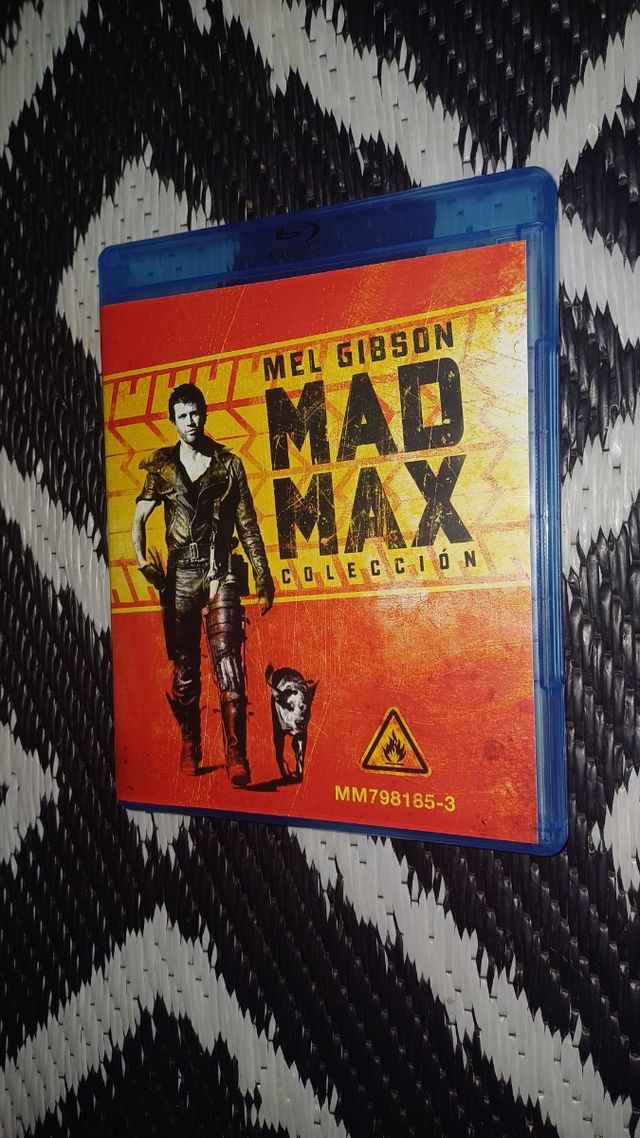 MEL GIBSON
MAD
MAX
COLECCIÓN
MM798185-3